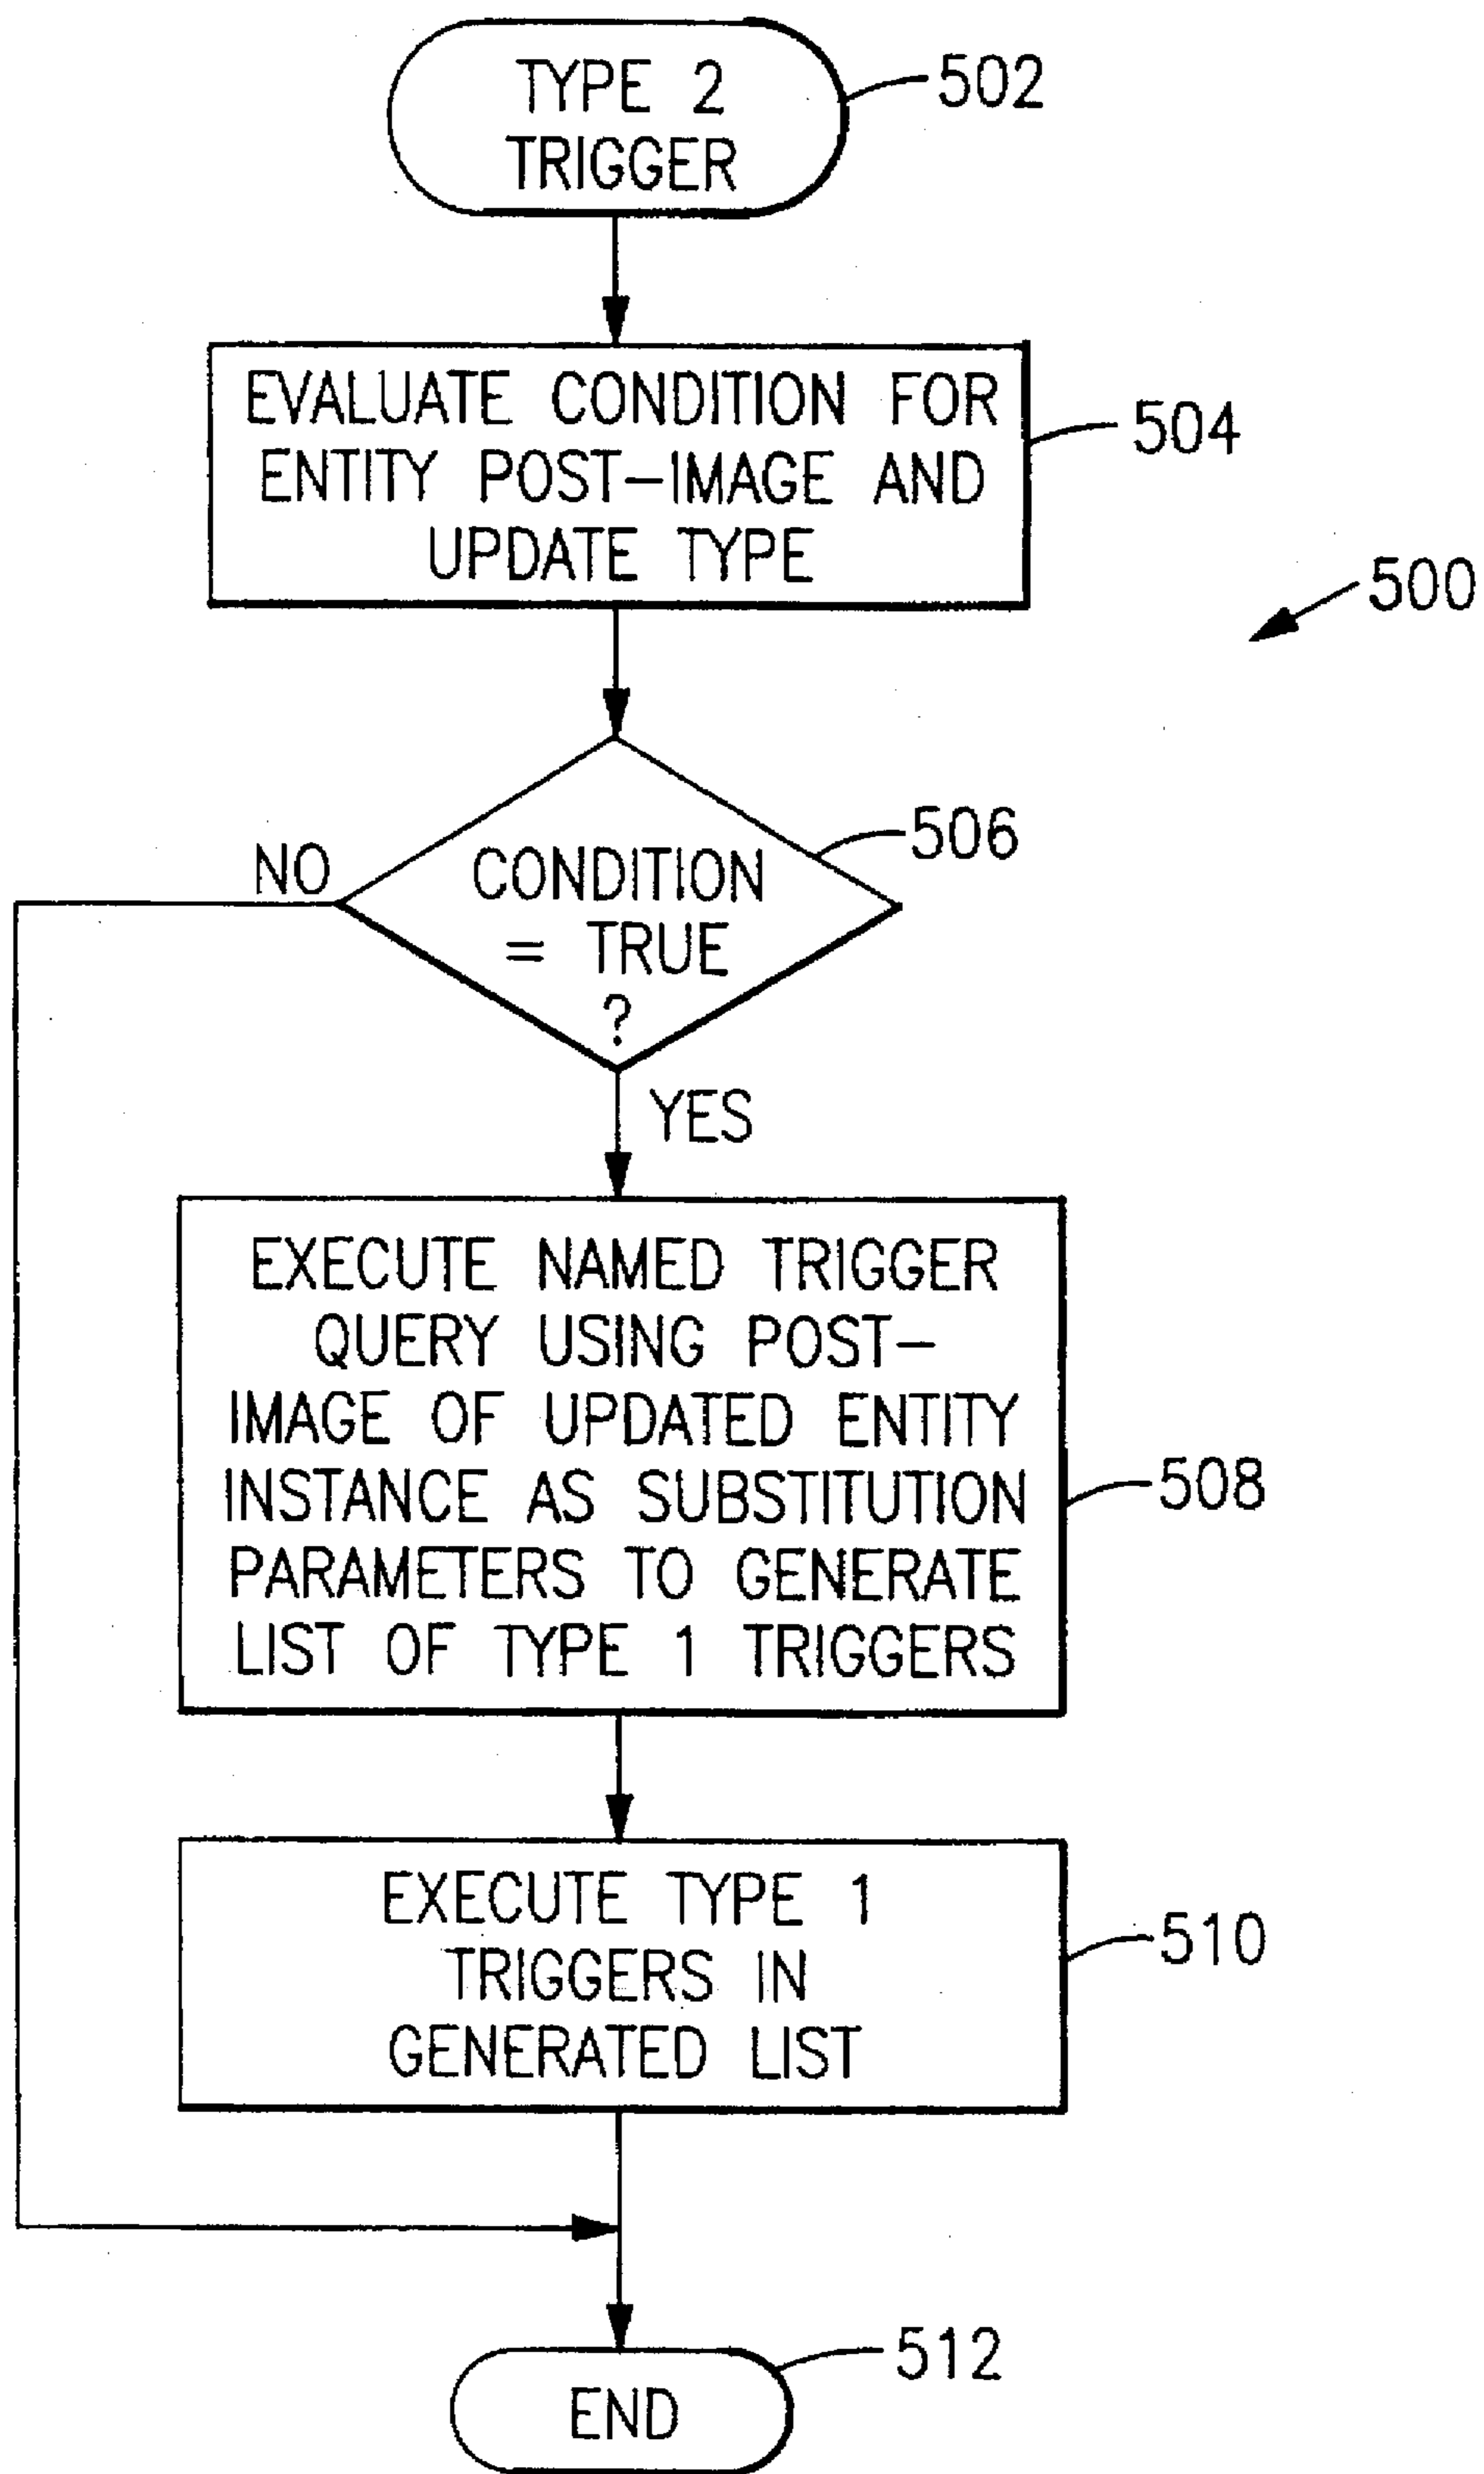 TYPE 2
TRIGGER
502
EVALUATE CONDITION FOR
ENTITY POST-IMAGE AND
UPDATE TYPE
504
500
CONDITION
= TRUE
?
506
NO
YES
EXECUTE NAMED TRIGGER
QUERY USING POST-
IMAGE OF UPDATED ENTITY
INSTANCE AS SUBSTITUTION
PARAMETERS TO GENERATE
LIST OF TYPE 1 TRIGGERS
508
EXECUTE TYPE 1
TRIGGERS IN
GENERATED LIST
510
END
512